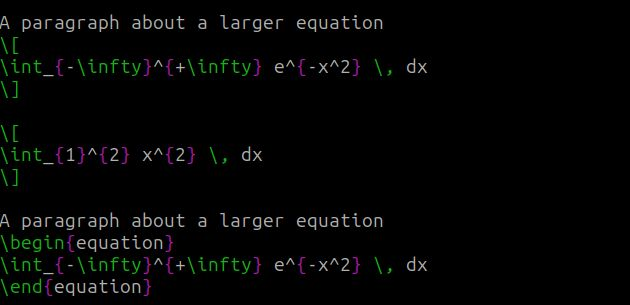 A paragraph about a larger equation
\[
\int_{-\infty}^{+\infty} e^{-x^2} \, dx
\]
\[
\int_{1}^{2} x^{2} \, dx
\]
A paragraph about a larger equation
\begin{equation}
\int_{-\infty}^{+\infty} e^{-x^2} \, dx
\end{equation}